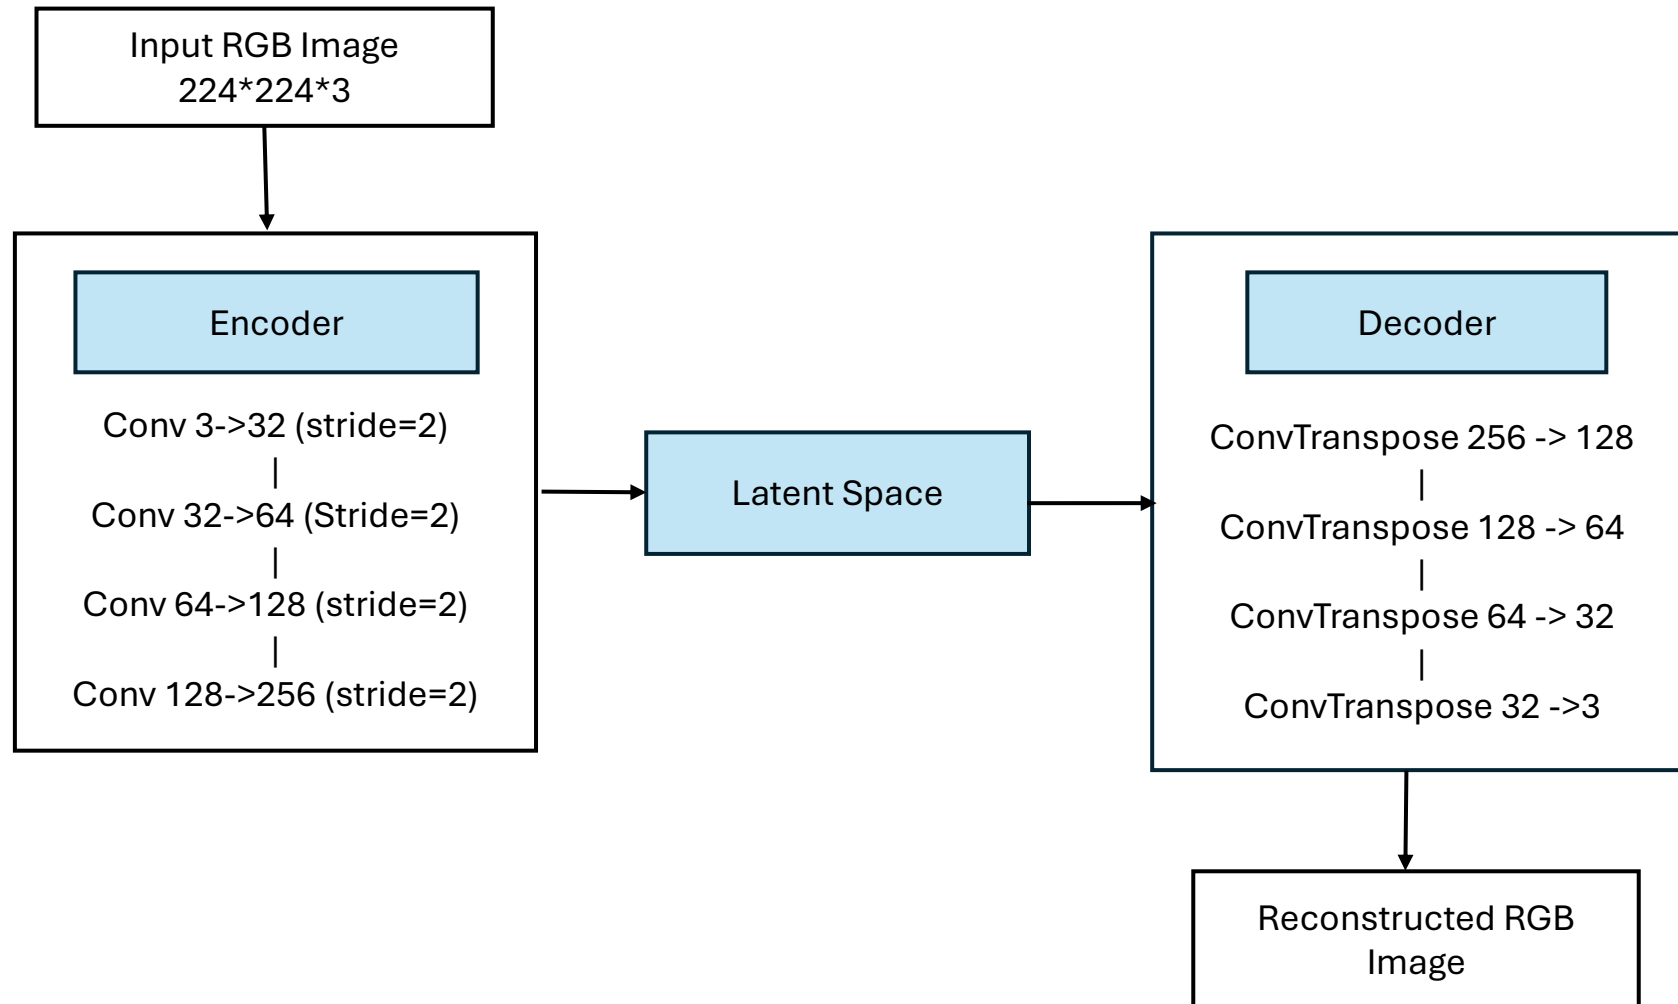 Input RGB Image
224*224*3
Encoder
Conv 3->32 (stride=2)
|
Conv 32->64 (Stride=2)
|
Conv 64->128 (stride=2)
|
Conv 128->256 (stride=2)
Latent Space
Decoder
ConvTranspose 256 -> 128
|
ConvTranspose 128 -> 64
|
ConvTranspose 64 -> 32
|
ConvTranspose 32 ->3
Reconstructed RGB
Image